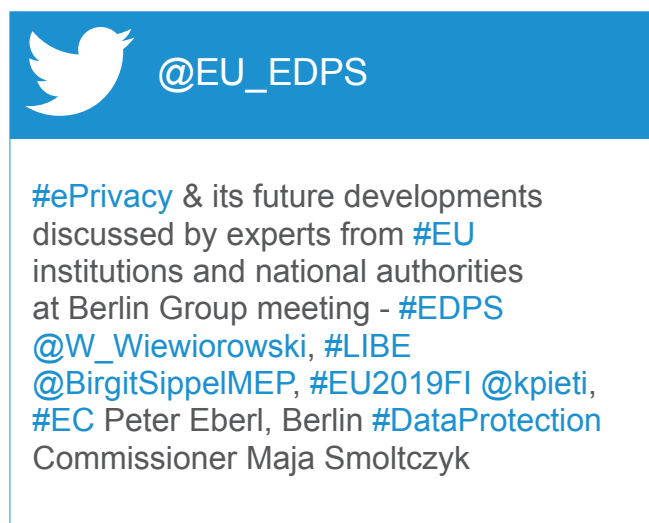 @EU_EDPS
#ePrivacy & its future developments
discussed by experts from #EU
institutions and national authorities
at Berlin Group meeting - #EDPS
@W_Wiewiorowski, #LIBE
@BirgitSippelMEP, #EU2019FI @kpieti,
#EC Peter Eberl, Berlin #DataProtection
Commissioner Maja Smoltczyk